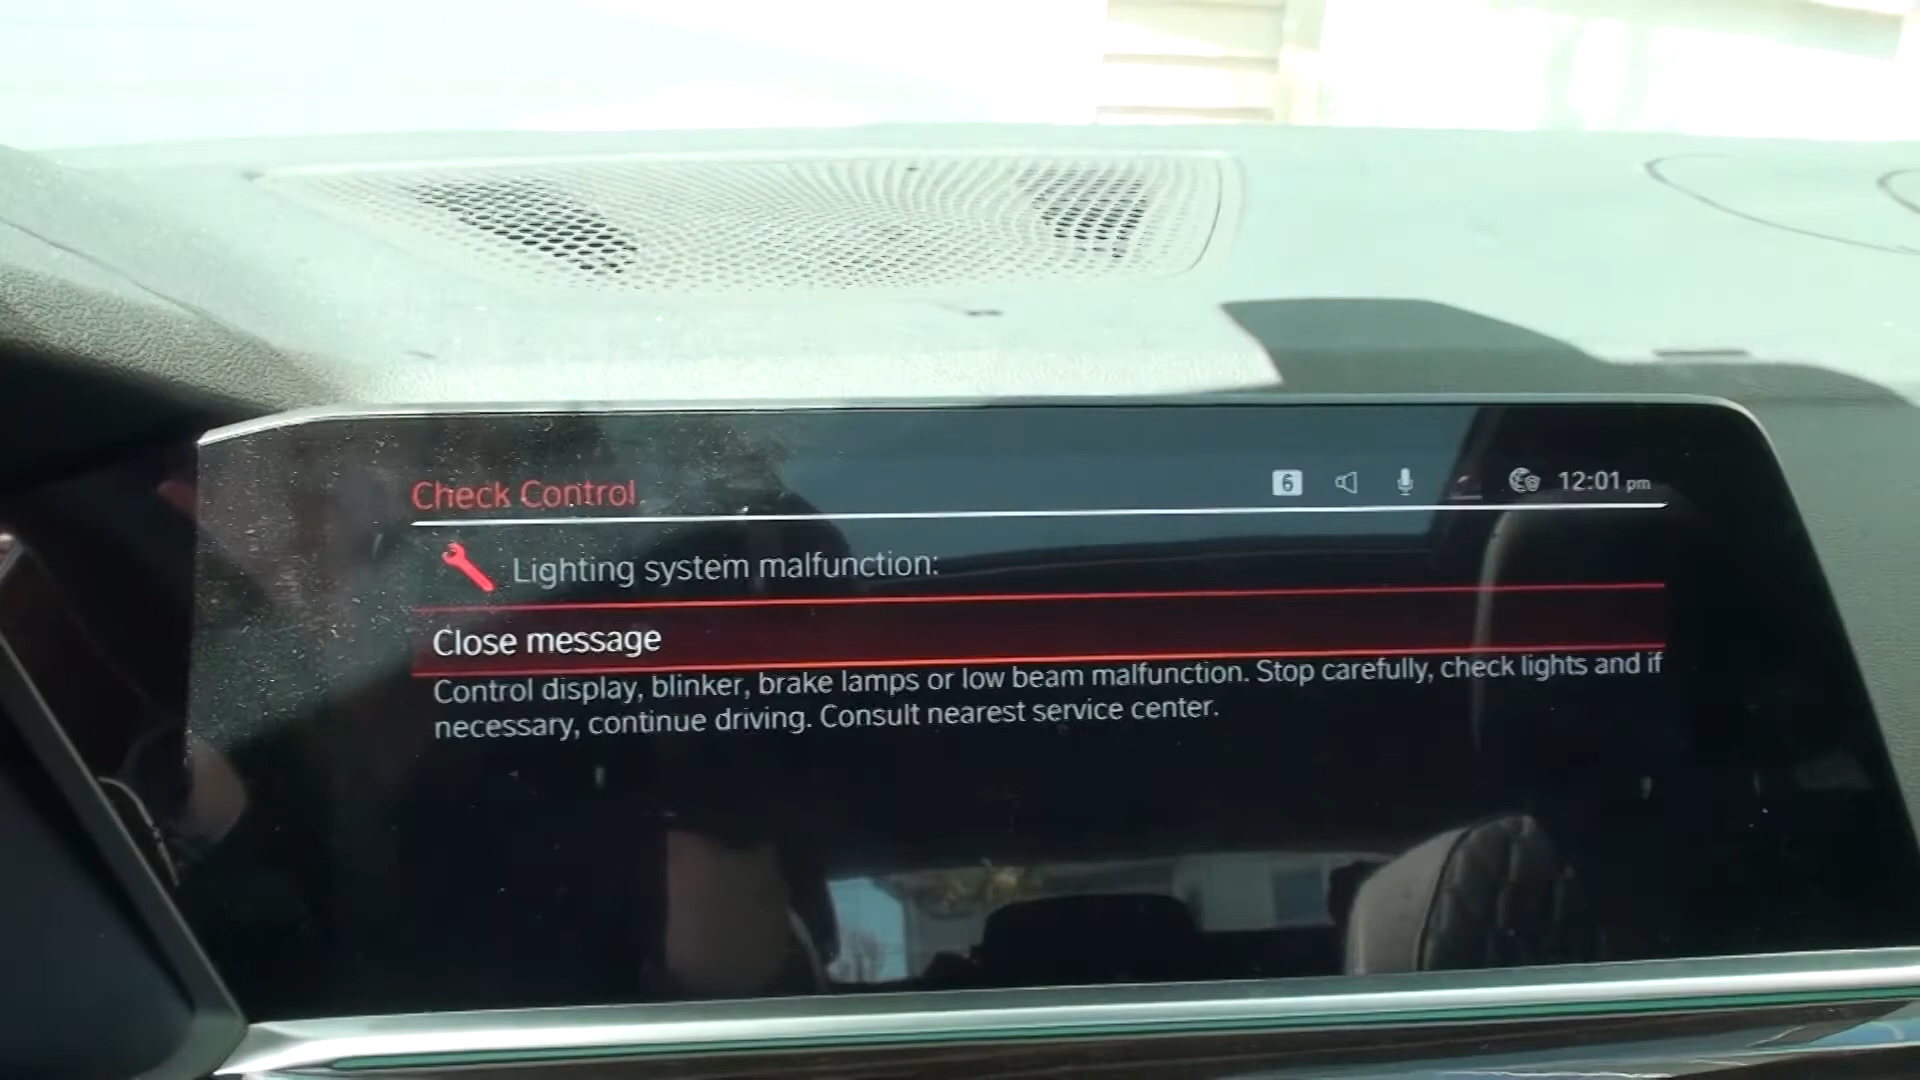 Check Control
6 12:01 pm
Lighting system malfunction:
Close message
Control display, blinker, brake lamps or low beam malfunction. Stop carefully, check lights and if
necessary, continue driving. Consult nearest service center.